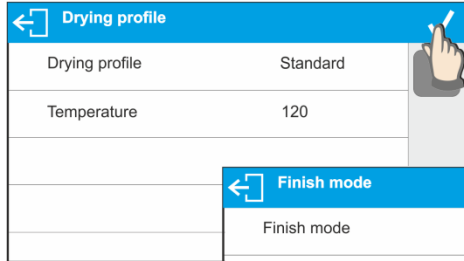 Drying profile
Drying profile Standard
Temperature 120
Finish mode
Finish mode